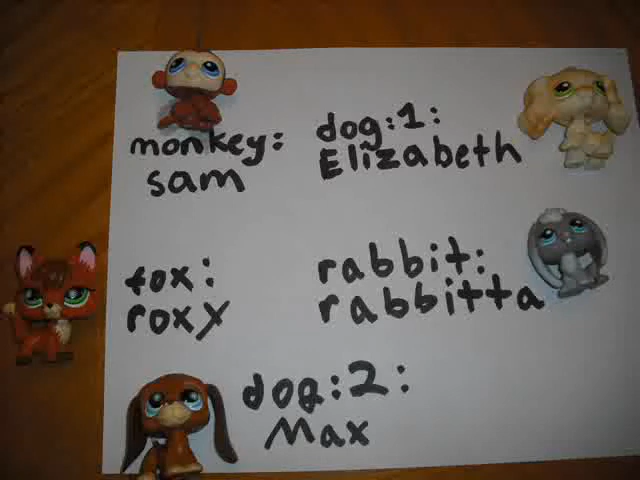 monkey:
sam
dog:1:
Elizabeth
fox:
roxy
rabbit:
rabbitta
dog:2:
Max